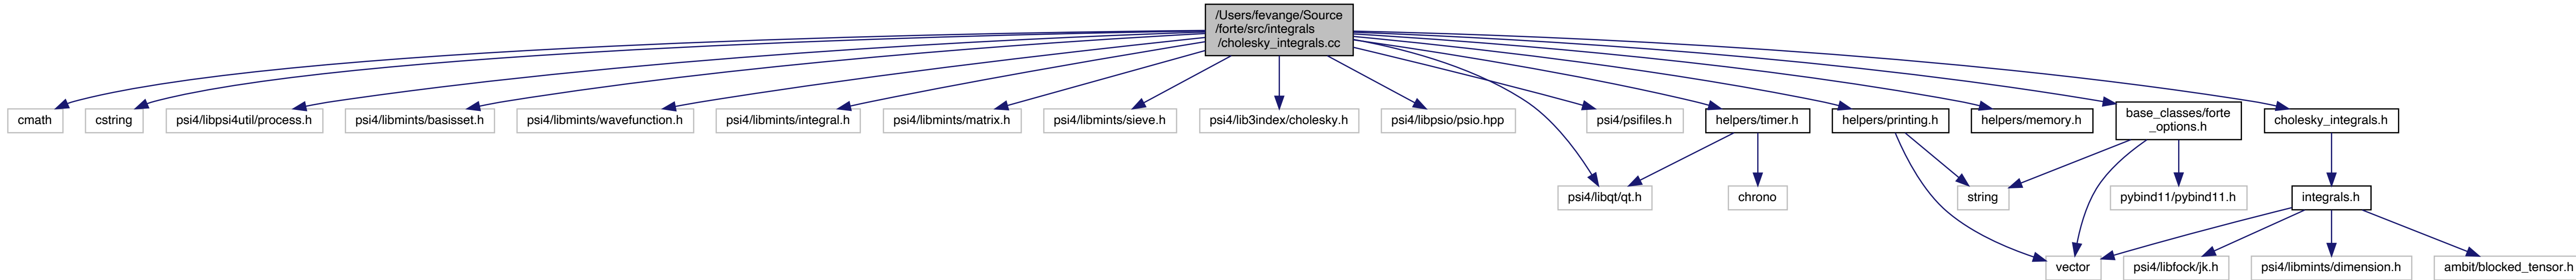 /Users/fevange/Source
/forte/src/integrals
/cholesky_integrals.cc
cmath
cstring
psi4/libpsi4util/process.h
psi4/libmints/basisset.h
psi4/libmints/wavefunction.h
psi4/libmints/integral.h
psi4/libmints/matrix.h
psi4/libmints/sieve.h
psi4/lib3index/cholesky.h
psi4/libpsio/psio.hpp
psi4/psifiles.h
helpers/timer.h
helpers/printing.h
helpers/memory.h
base_classes/forte
_options.h
cholesky_integrals.h
psi4/libqt/qt.h
chrono
string
pybind11/pybind11.h
integrals.h
vector
psi4/libfock/jk.h
psi4/libmints/dimension.h
ambit/blocked_tensor.h